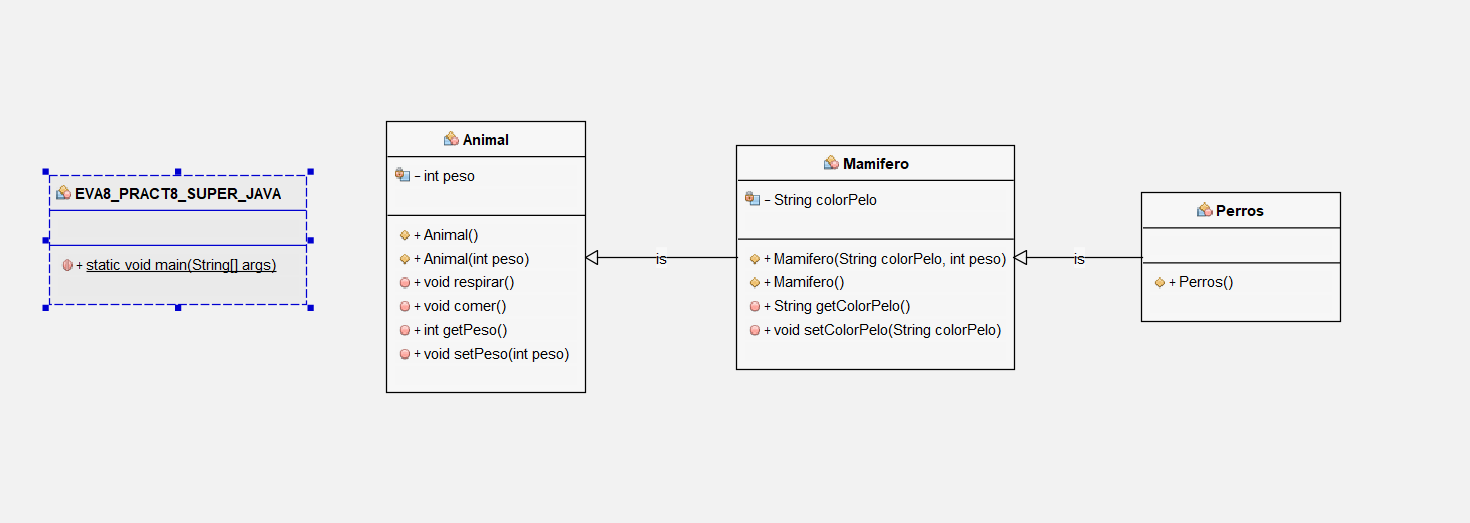 EVA8_PRACT8_SUPER_JAVA
+ static void main(String[] args)
Animal
- int peso
+ Animal()
+ Animal(int peso)
+ void respirar()
+ void comer()
+ int getPeso()
+ void setPeso(int peso)
is
Mamifero
- String colorPelo
+ Mamifero(String colorPelo, int peso)
+ Mamifero()
+ String getColorPelo()
+ void setColorPelo(String colorPelo)
is
Perros
+ Perros()